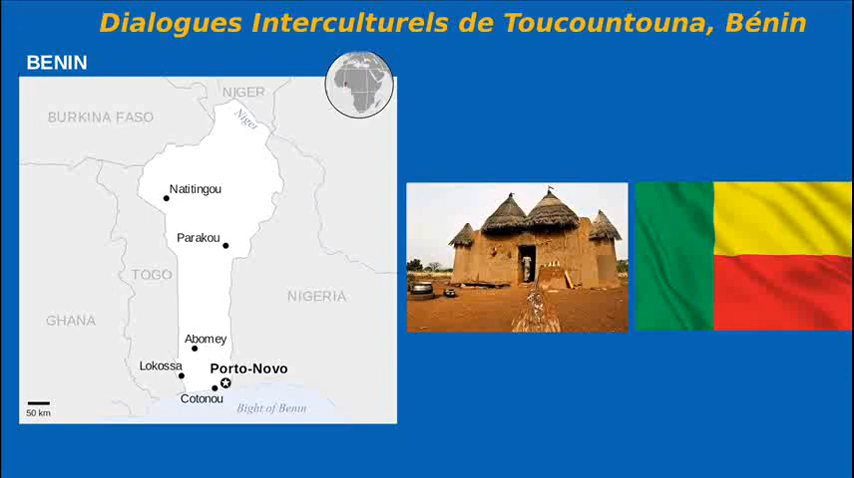 Dialogues Interculturels de Toucountouna, Bénin
BENIN
NIGER
BURKINA FASO
Niger
Natitingou
Parakou
TOGO
NIGERIA
GHANA
Abomey
Lokossa
Porto-Novo
Cotonou
Bight of Benin
50 km